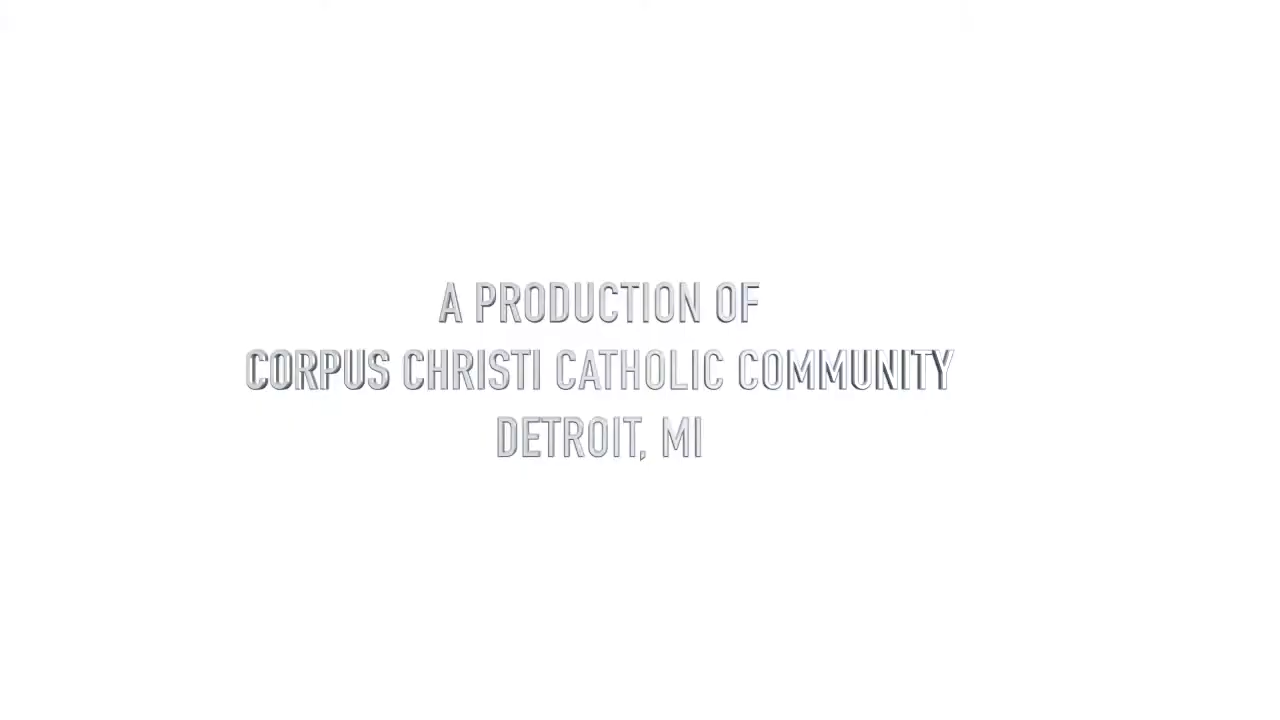 A PRODUCTION OF
CORPUS CHRISTI CATHOLIC COMMUNITY
DETROIT, MI